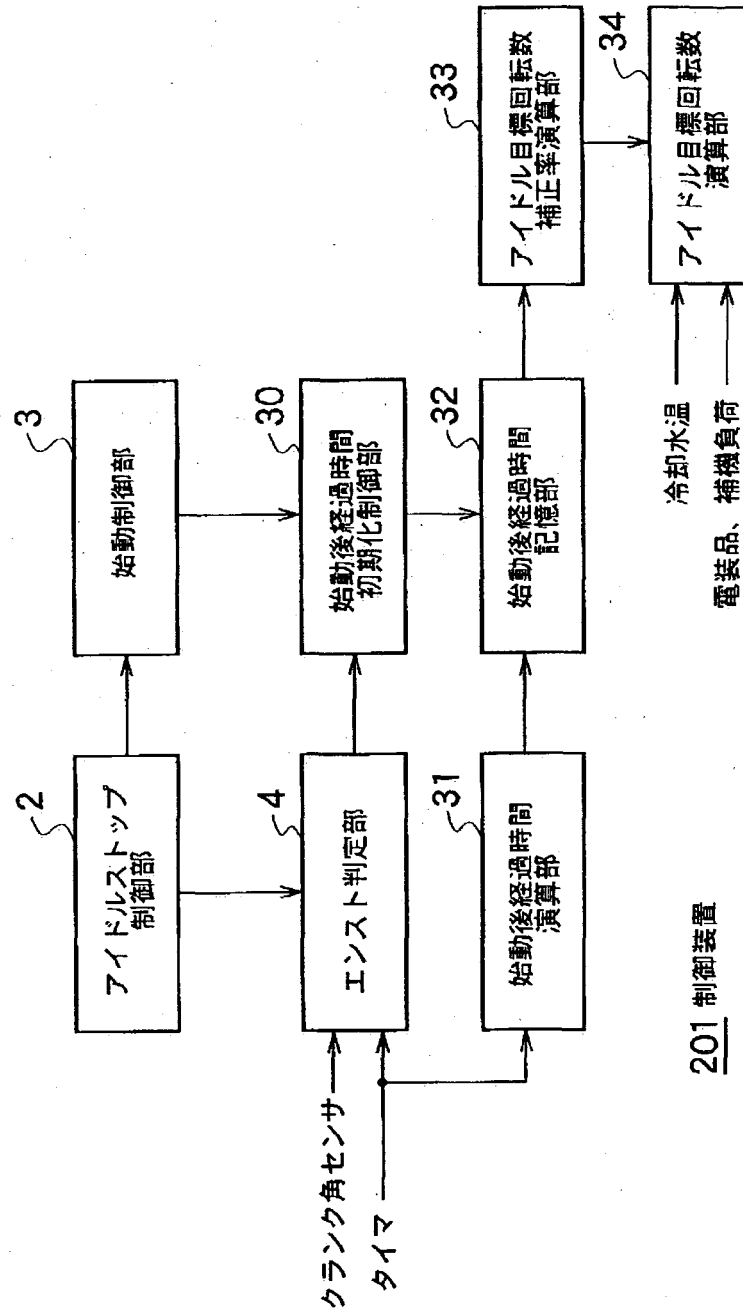 2
アイドルストップ
制御部
3
始動制御部
クランク角センサ
タイマ
4
エンスト判定部
30
始動後経過時間
初期化制御部
31
始動後経過時間
演算部
32
始動後経過時間
記憶部
33
アイドル目標回転数
補正率演算部
冷却水温
電装品、補機負荷
34
アイドル目標回転数
演算部
201 制御装置